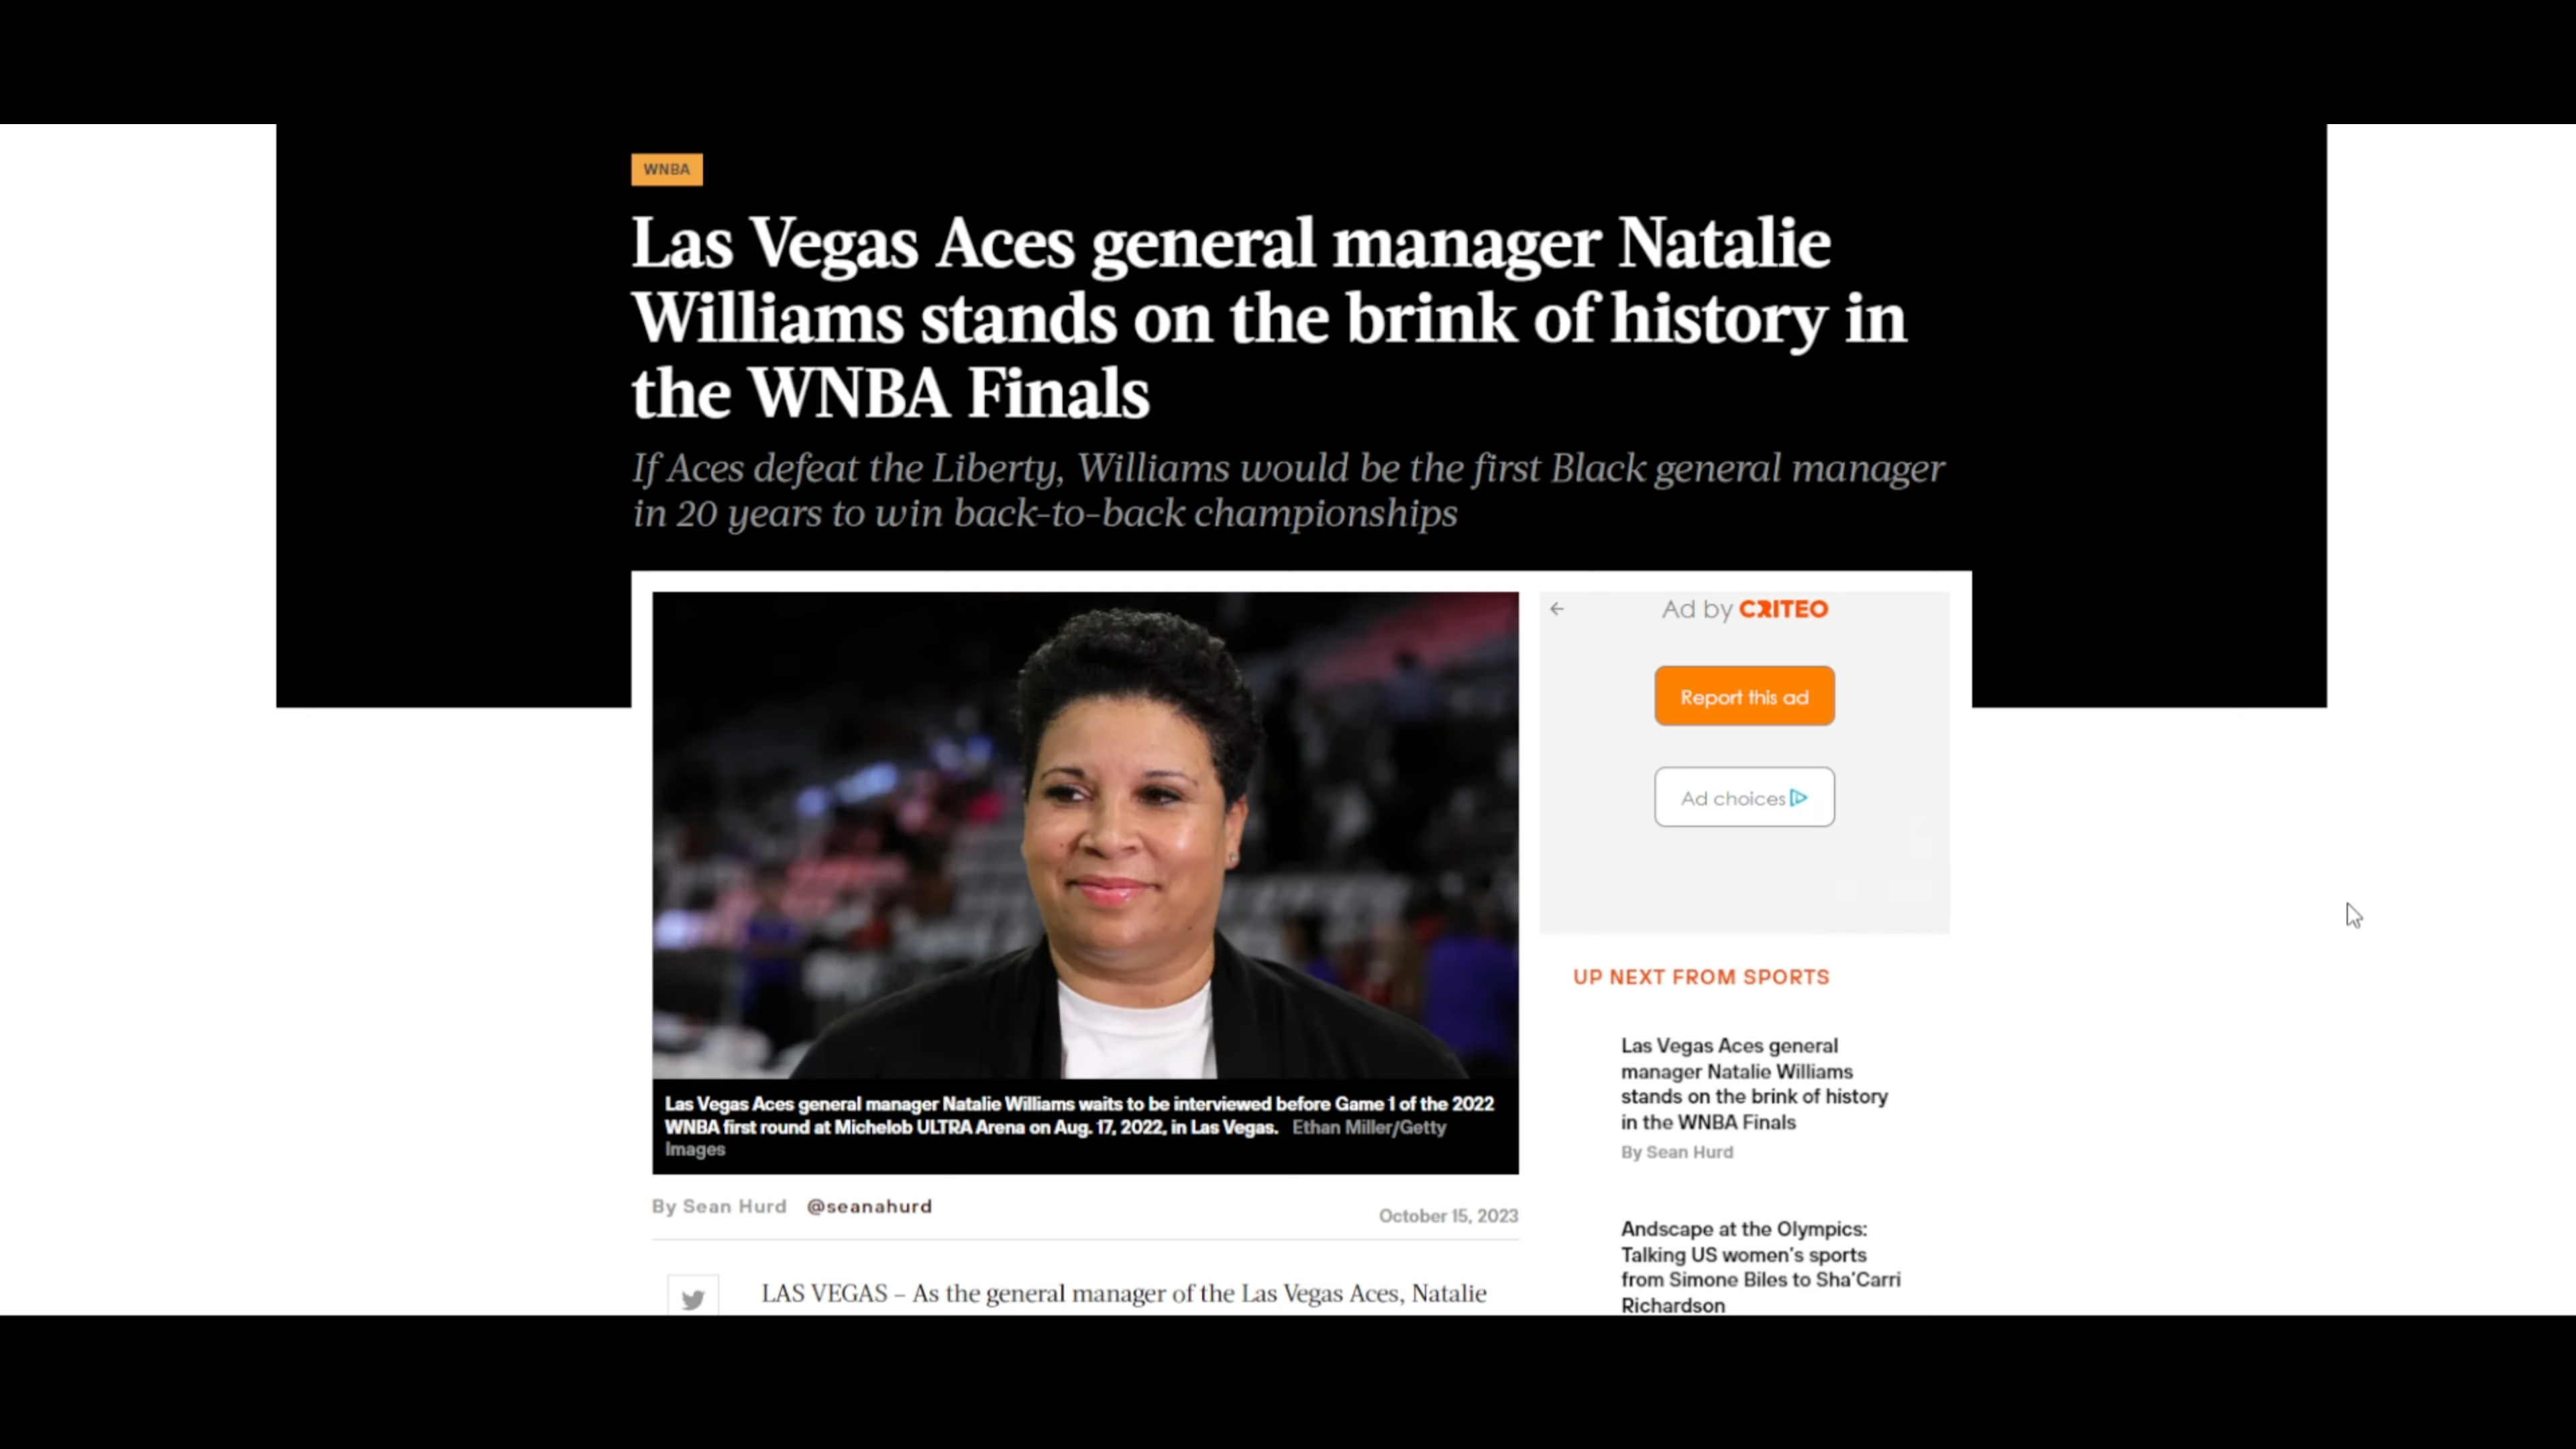 WNBA
Las Vegas Aces general manager Natalie
Williams stands on the brink of history in
the WNBA Finals
If Aces defeat the Liberty, Williams would be the first Black general manager
in 20 years to win back-to-back championships
Ad by CRITEO
Report this ad
Ad choices
Las Vegas Aces general manager Natalie Williams waits to be interviewed before Game 1 of the 2022
WNBA first round at Michelob ULTRA Arena on Aug. 17, 2022, in Las Vegas. Ethan Miller/Getty
Images
By Sean Hurd @seanahurd
October 15, 2023
LAS VEGAS – As the general manager of the Las Vegas Aces, Natalie
UP NEXT FROM SPORTS
Las Vegas Aces general
manager Natalie Williams
stands on the brink of history
in the WNBA Finals
By Sean Hurd
Andscape at the Olympics:
Talking US women's sports
from Simone Biles to Sha'Carri
Richardson